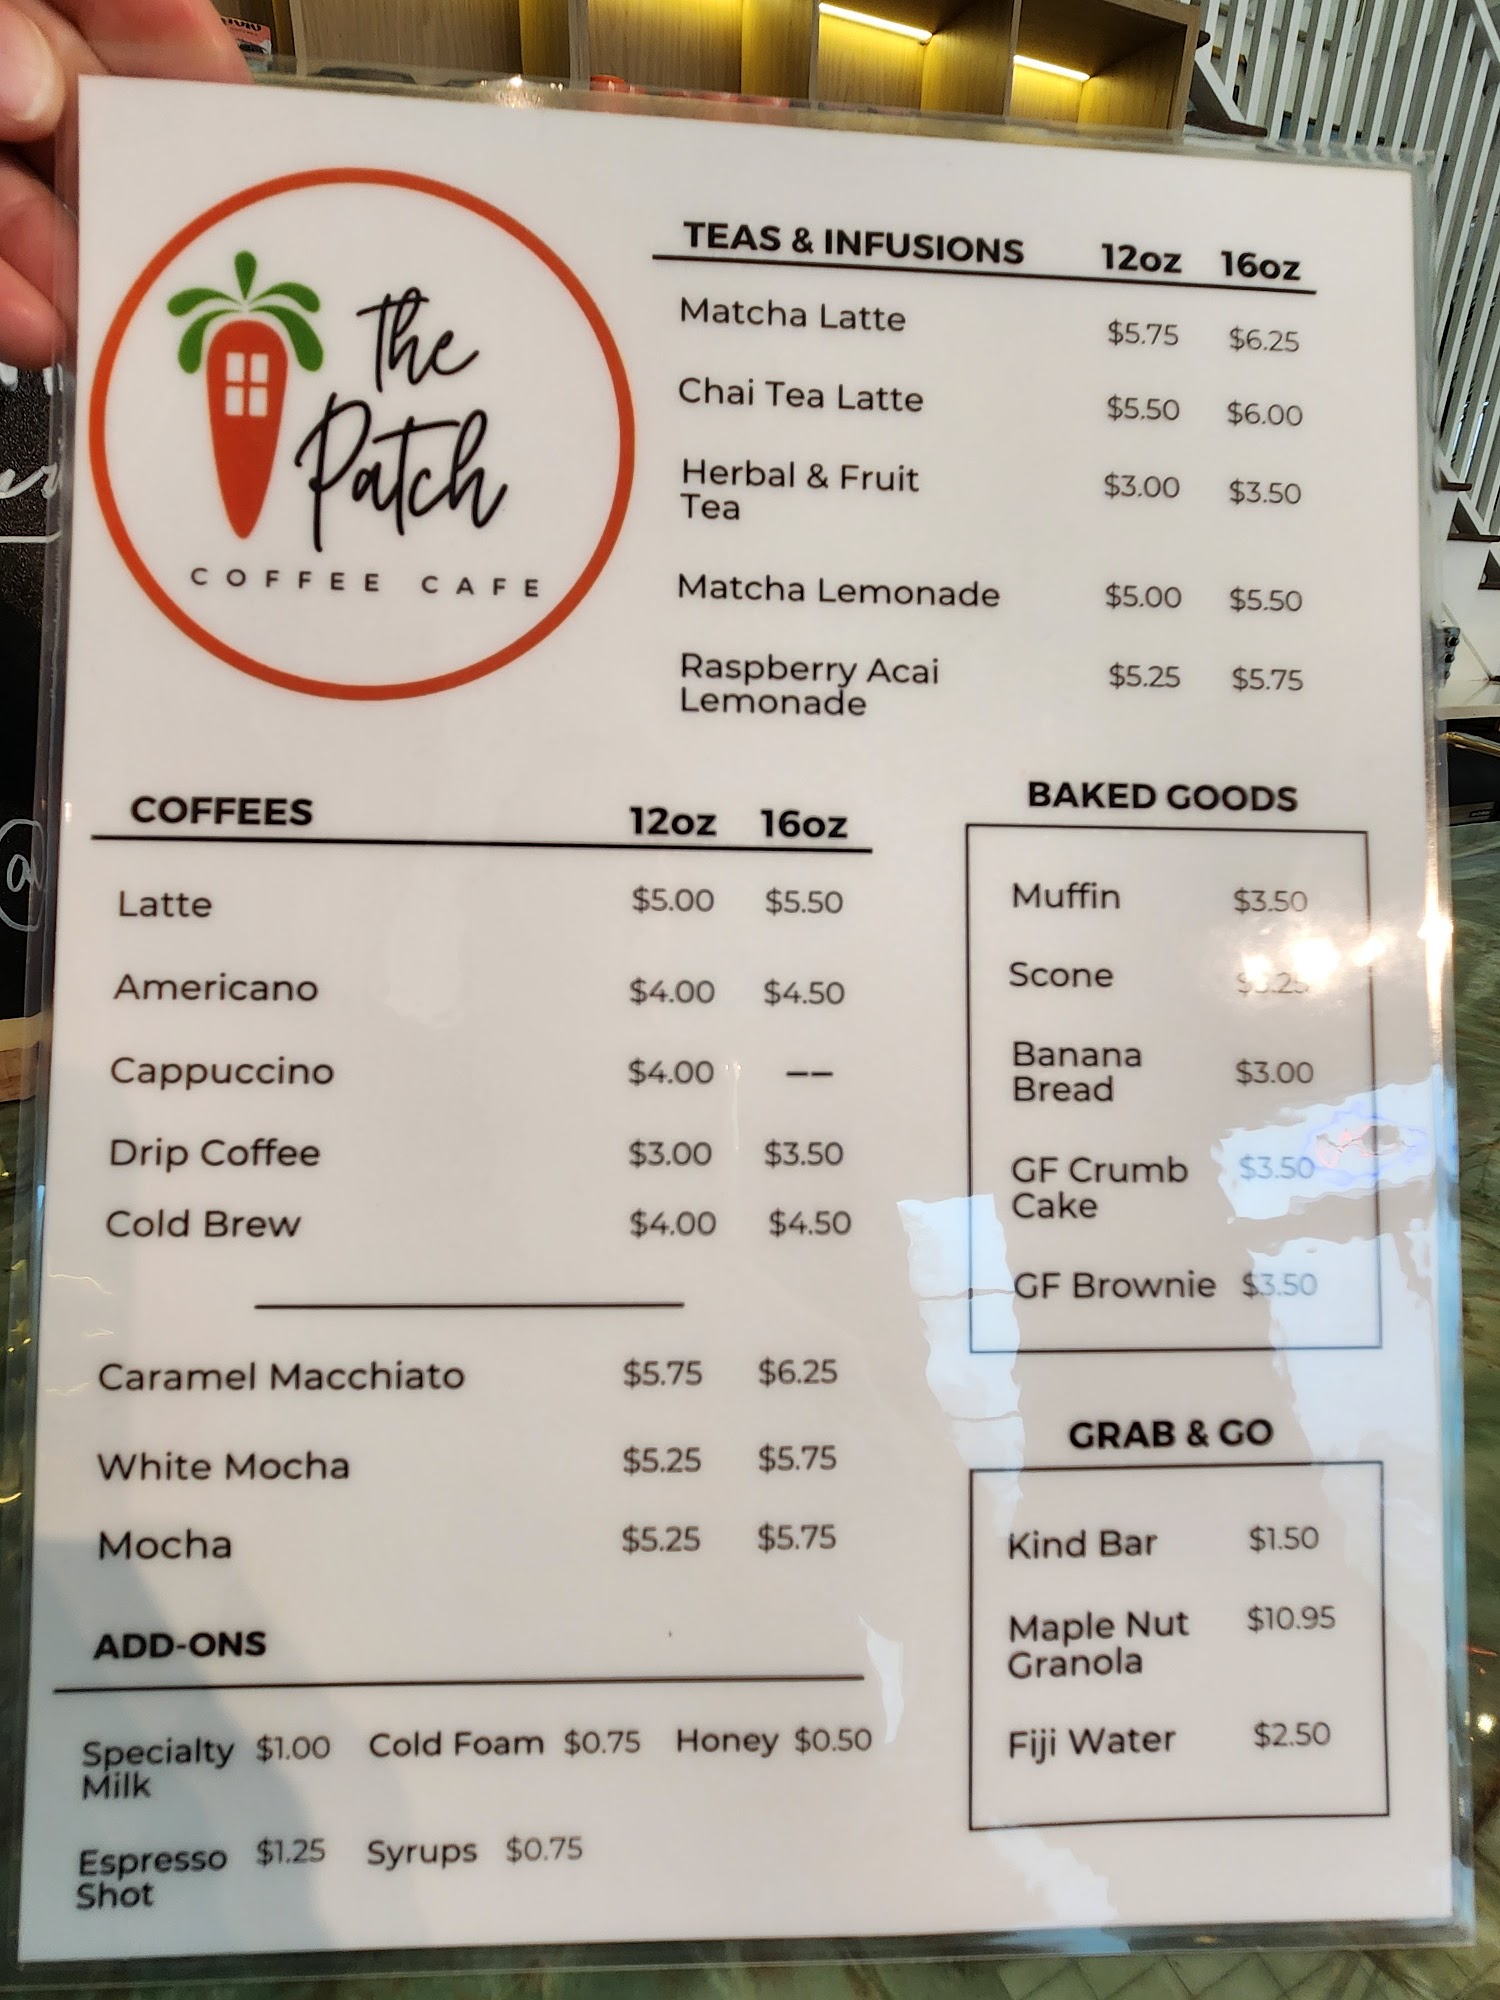 The
Patch
COFFEE CAFE
TEAS & INFUSIONS 12oz 16oz
Matcha Latte $5.75 $6.25
Chai Tea Latte $5.50 $6.00
Herbal & Fruit $3.00 $3.50
Tea
Matcha Lemonade $5.00 $5.50
Raspberry Acai $5.25 $5.75
Lemonade
COFFEES 12oz 16oz
Latte $5.00 $5.50
Americano $4.00 $4.50
Cappuccino $4.00 --
Drip Coffee $3.00 $3.50
Cold Brew $4.00 $4.50
Caramel Macchiato $5.75 $6.25
White Mocha $5.25 $5.75
Mocha $5.25 $5.75
ADD-ONS
Specialty $1.00 Cold Foam $0.75 Honey $0.50
Milk
Espresso $1.25 Syrups $0.75
Shot
BAKED GOODS
Muffin $3.50
Scone
Banana $3.00
Bread
GF Crumb $3.50
Cake
GF Brownie $3.50
GRAB & GO
Kind Bar $1.50
Maple Nut $10.95
Granola
Fiji Water $2.50